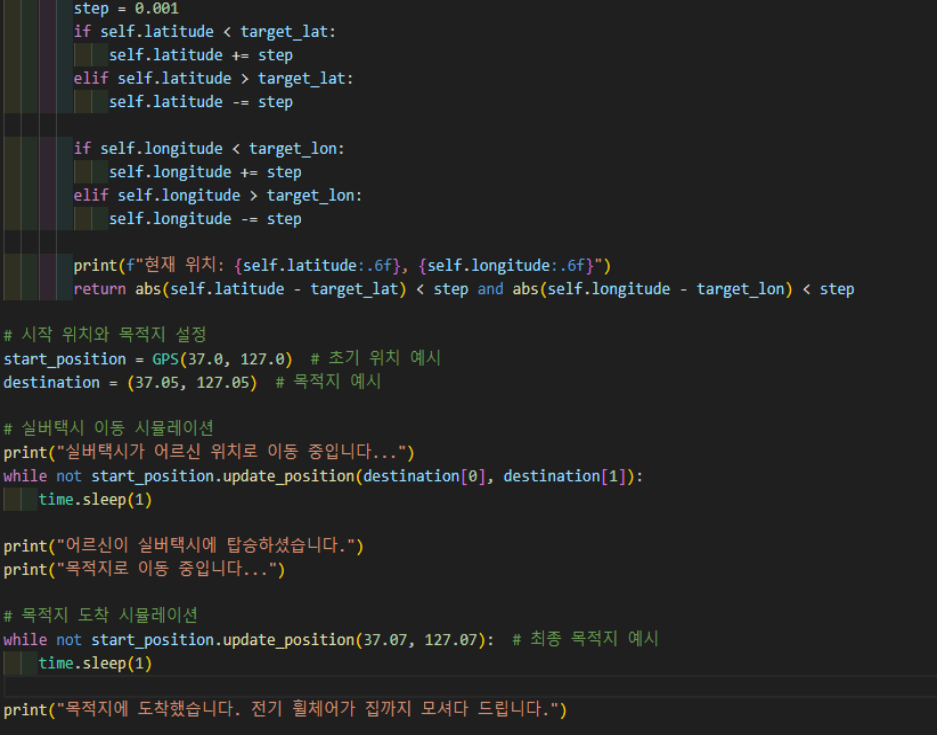 step = 0.001
if self.latitude < target_lat:
self.latitude += step
elif self.latitude > target_lat:
self.latitude -= step
if self.longitude < target_lon:
self.longitude += step
elif self.longitude > target_lon:
self.longitude -= step
print(f"현재 위치: {self.latitude:.6f}, {self.longitude:.6f}")
return abs(self.latitude - target_lat) < step and abs(self.longitude - target_lon) < step
# 시작 위치와 목적지 설정
start_position = GPS(37.0, 127.0)  # 초기 위치 예시
destination = (37.05, 127.05)  # 목적지 예시
# 실버택시 이동 시뮬레이션
print("실버택시가 어르신 위치로 이동 중입니다...")
while not start_position.update_position(destination[0], destination[1]):
time.sleep(1)
print("어르신이 실버택시에 탑승하셨습니다.")
print("목적지로 이동 중입니다...")
# 목적지 도착 시뮬레이션
while not start_position.update_position(37.07, 127.07):  # 최종 목적지 예시
time.sleep(1)
print("목적지에 도착했습니다. 전기 휠체어가 집까지 모셔다 드립니다.")